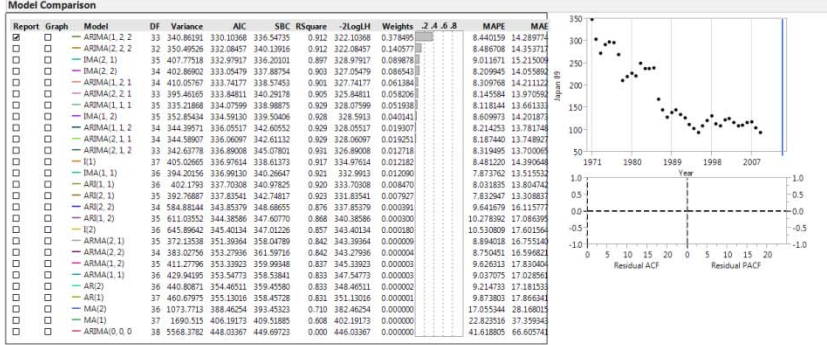 Model Comparison
Report Graph Model DF Variance AIC SBC RSquare -2LogLH Weights .2 .4 .6 .8 MAPE MAE
ARIMA(1, 2, 2 33 340.86191 330.10368 336.54735 0.912 322.10368 0.378495 8.440159 14.289774
ARIMA(2, 2, 2 32 350.49526 332.08457 340.13916 0.912 322.08457 0.140577 8.486708 14.353717
IMA(2, 1) 35 407.77518 332.97917 336.20101 0.897 328.97917 0.089878 9.011671 15.215009
IMA(2, 2) 34 402.86902 333.05479 337.88754 0.903 327.05479 0.086543 8.209945 14.055892
ARIMA(1, 2, 1 34 410.05767 333.74177 338.57453 0.901 327.74177 0.061384 8.309768 14.211122
ARIMA(2, 2, 1 33 395.46165 333.84811 340.29178 0.905 325.84811 0.058206 8.145584 13.970592
ARIMA(1, 1, 1 35 335.21868 334.07599 338.98875 0.929 328.07599 0.051938 8.118144 13.661333
IMA(1, 2) 35 352.85434 334.59130 339.50406 0.928 328.5913 0.040141 8.609973 14.201873
ARIMA(1, 1, 2 34 344.39571 336.05517 342.60552 0.929 328.05517 0.019307 8.214253 13.781748
ARIMA(2, 1, 1 34 344.58907 336.06097 342.61132 0.929 328.06097 0.019251 8.187440 13.748927
ARIMA(2, 1, 2 33 342.63778 336.89008 345.07801 0.931 326.89008 0.012718 8.319495 13.700065
I(1) 37 405.02665 336.97614 338.61373 0.917 334.97614 0.012182 8.481220 14.390648
IMA(1, 1) 36 394.20156 336.99130 340.26647 0.921 332.9913 0.012090 7.873762 13.515532
ARI(1, 1) 36 402.1793 337.70308 340.97825 0.920 333.70308 0.008470 8.031835 13.804742
ARI(2, 1) 35 392.76887 337.83541 342.74817 0.923 331.83541 0.007927 7.832947 13.308837
ARI(2, 2) 34 584.88144 343.85379 348.68655 0.876 337.85379 0.000391 9.641679 16.115777
ARI(1, 2) 35 611.03552 344.38586 347.60770 0.868 340.38586 0.000300 10.278392 17.086395
I(2) 36 645.89642 345.40134 347.01226 0.857 343.40134 0.000180 10.530809 17.601564
ARMA(2, 1) 35 372.13538 351.39364 658.04789 0.842 343.39364 0.000009 8.894018 16.755140
ARMA(2, 2) 34 383.02756 353.27936 361.59716 0.842 343.27936 0.000004 8.750451 16.596821
ARMA(1, 2) 35 411.27796 353.33923 359.99348 0.837 345.33923 0.000003 9.626313 17.830404
ARMA(1, 1) 36 429.94195 353.54773 358.53841 0.833 347.54773 0.000003 9.037075 17.028561
AR(2) 36 440.80871 354.46511 359.45580 0.833 348.46511 0.000002 9.214733 17.181533
AR(1) 37 460.67975 355.13016 358.45728 0.831 351.13016 0.000001 9.873803 17.866341
MA(2) 36 1073.7713 388.46254 393.45323 0.710 382.46254 0.000000 17.055344 28.168015
MA(1) 37 1690.515 406.19173 409.51885 0.608 402.19173 0.000000 22.823516 37.359343
ARIMA(0, 0, 0 38 5568.3782 448.03367 449.69723 0.000 446.03367 0.000000 41.618805 66.605741
350
300
250
200
150
100
50
Japan 89
1971 1980 1989 1998 2007
Year
1.0 1.0
0.5 0.5
0.0 0.0
-0.5 -0.5
-1.0 -1.0
0 5 10 15 20 0 5 10 15 20
Residual ACF Residual PACF